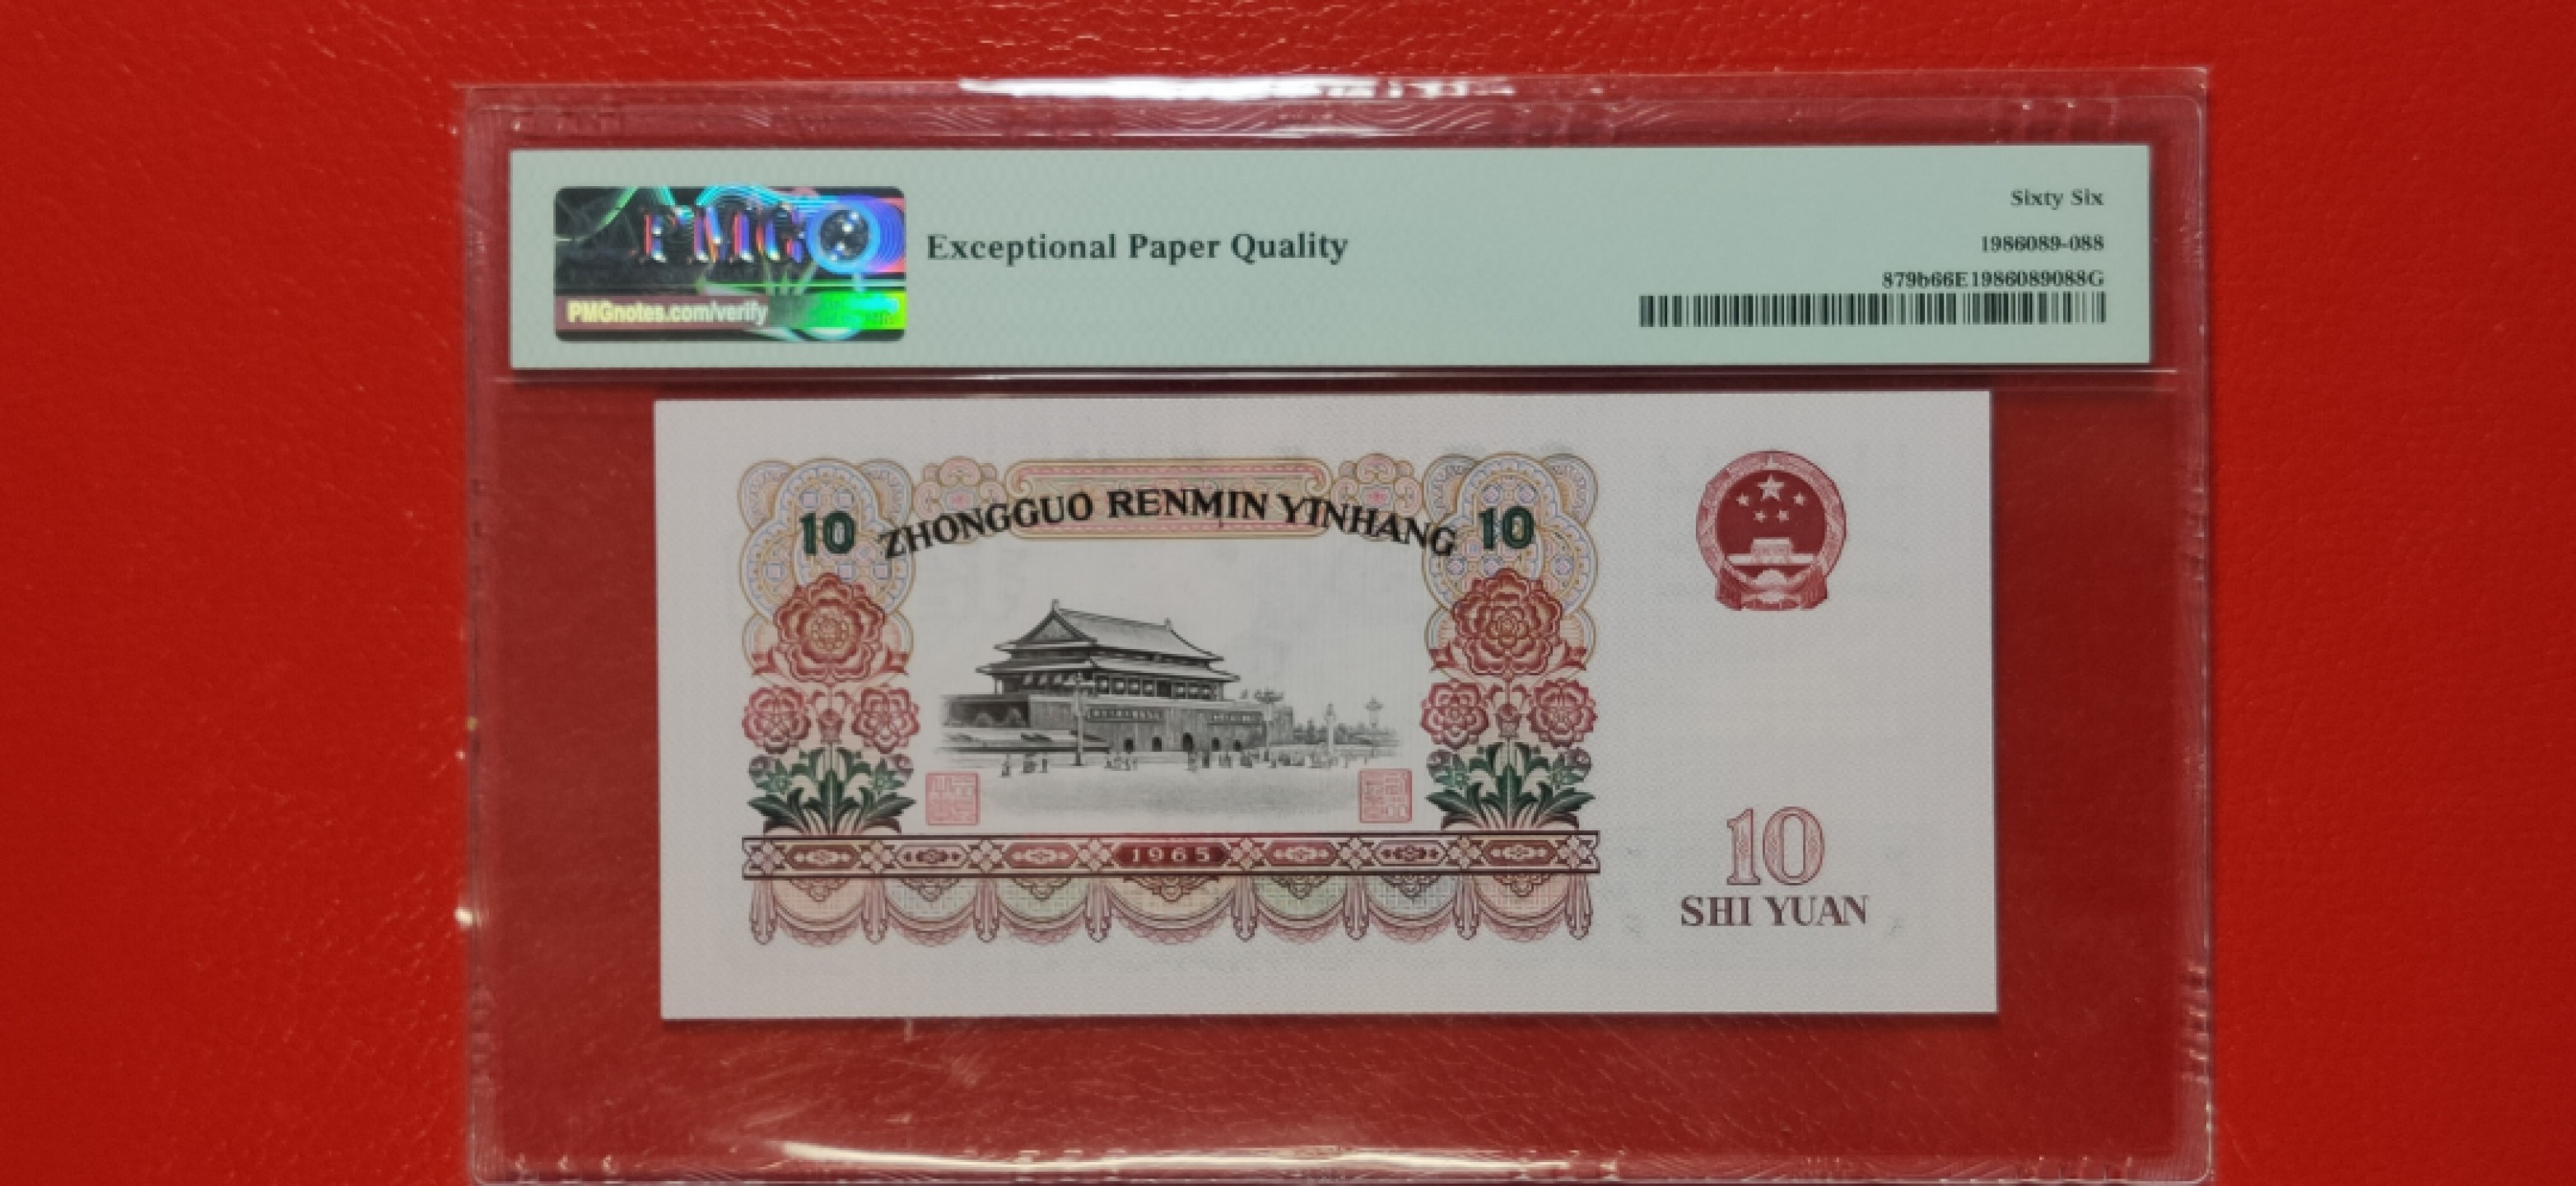 PMG
PMGnotes.com/verify
Exceptional Paper Quality
Sixty Six
1986089-088
879b66E1986089088G
10 ZHONGGUO RENMIN YINHANG 10
1965
10
SHI YUAN